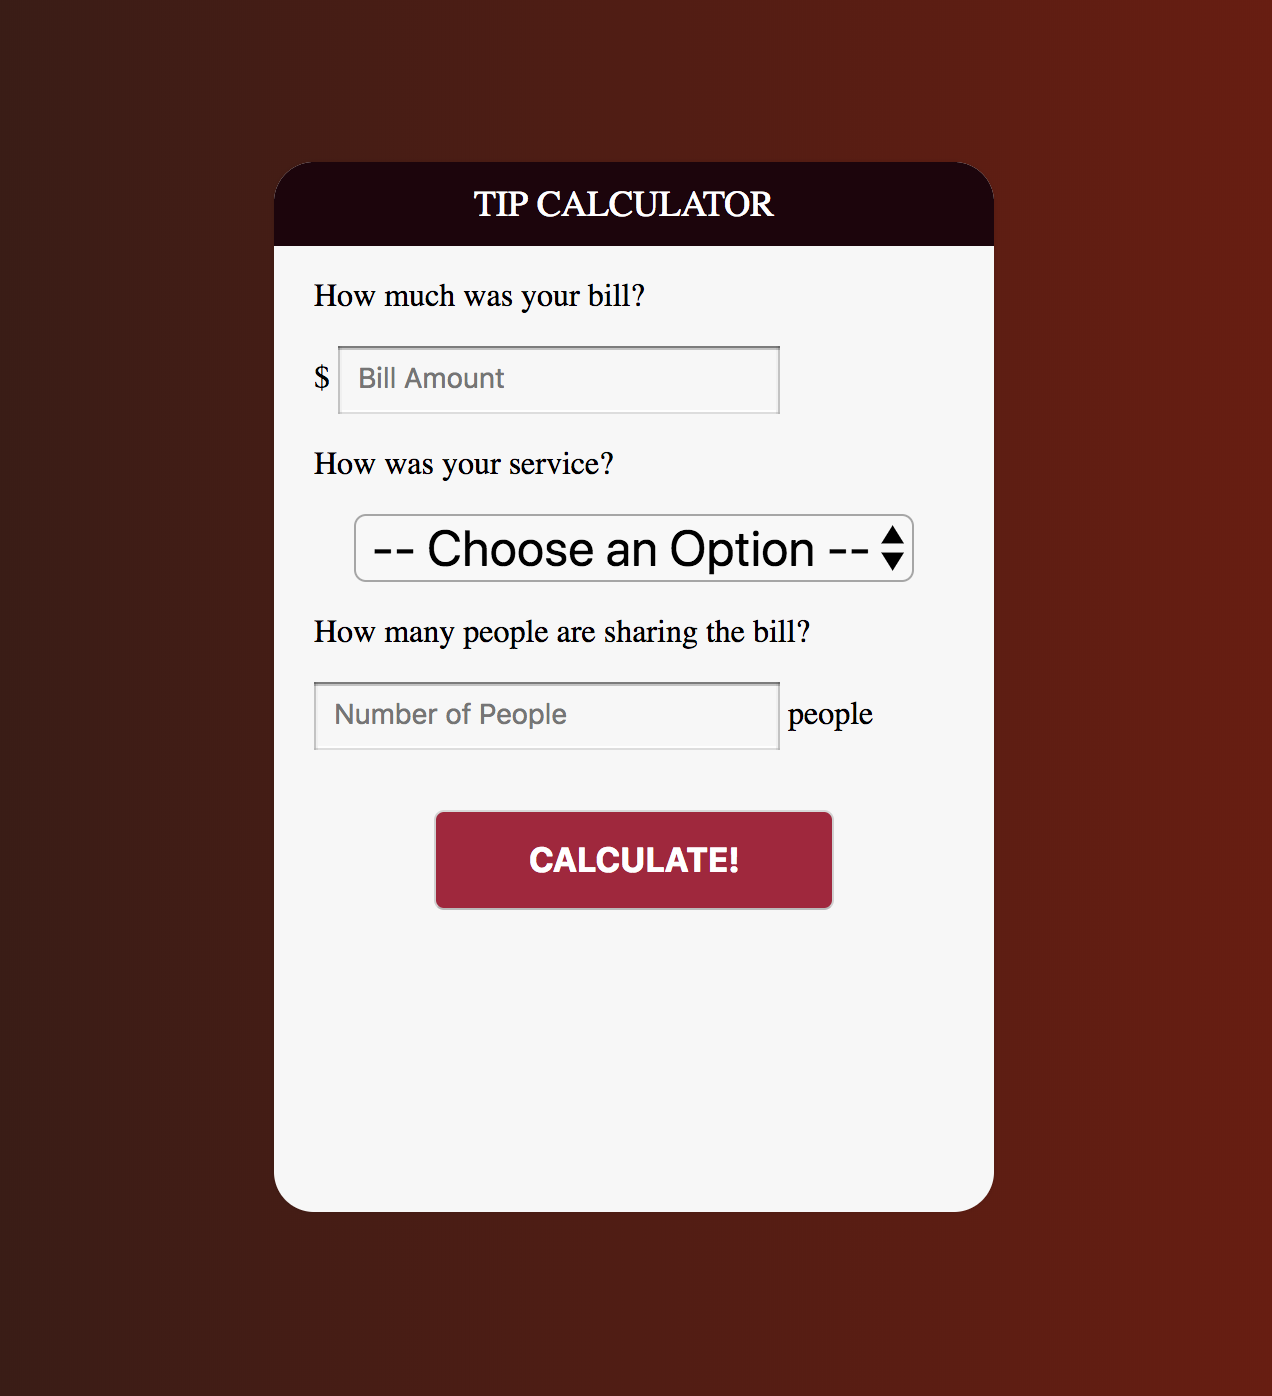 TIP CALCULATOR
How much was your bill?
$ Bill Amount
How was your service?
-- Choose an Option --
How many people are sharing the bill?
Number of People people
CALCULATE!